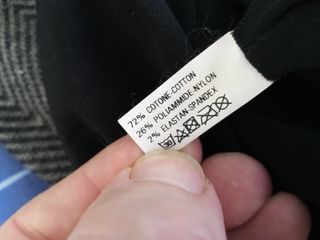 72% COTONE-COTTON
26% POLIAMMIDE-NYLON
2% ELASTAN-SPANDEX